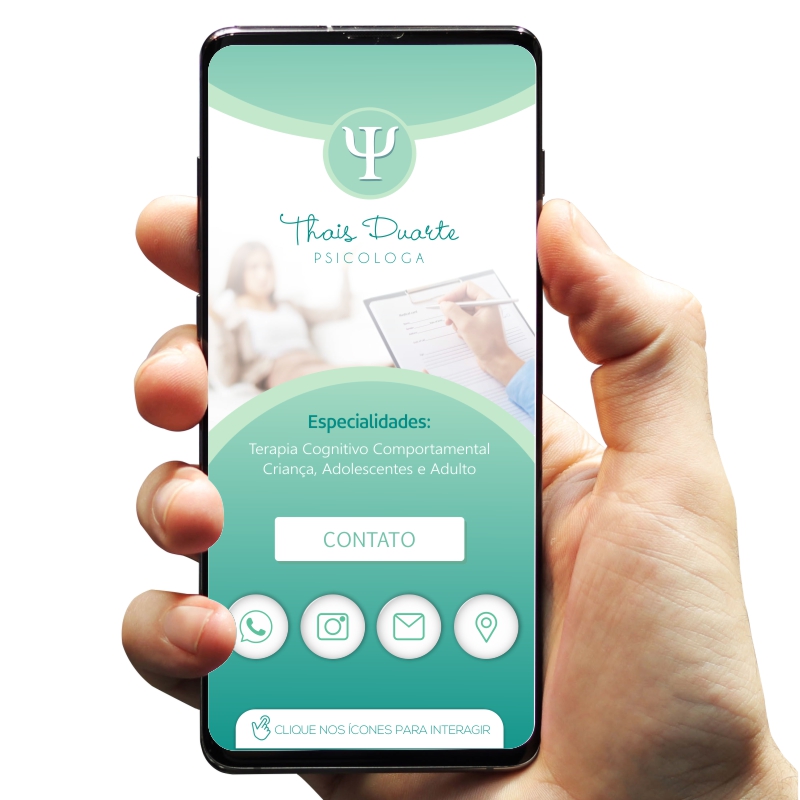 Ψ
Thais Duarte
PSICOLOGA
Especialidades:
Terapia Cognitivo Comportamental
Criança, Adolescentes e Adulto
CONTATO
CLIQUE NOS ÍCONES PARA INTERAGIR